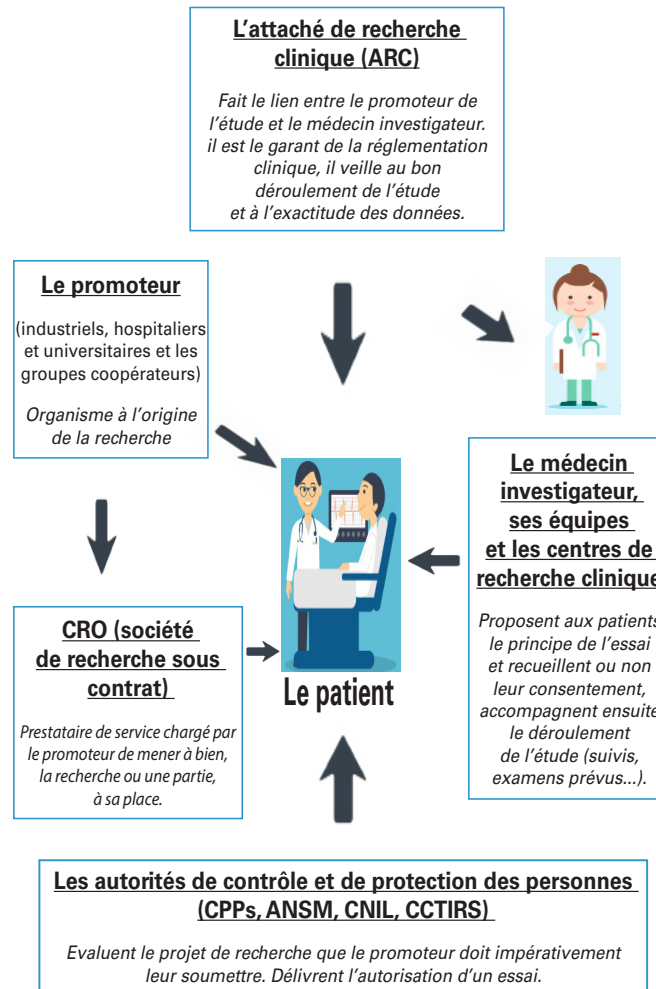 L'attaché de recherche
clinique (ARC)
Fait le lien entre le promoteur de
l'étude et le médecin investigateur.
il est le garant de la réglementation
clinique, il veille au bon
déroulement de l'étude
et à l'exactitude des données.
Le promoteur
(industriels, hospitaliers
et universitaires et les
groupes coopérateurs)
Organisme à l'origine
de la recherche
Le médecin
investigateur,
ses équipes
et les centres de
recherche clinique
Proposent aux patients
le principe de l'essai
et recueillent ou non
leur consentement,
accompagnent ensuite
le déroulement
de l'étude (suivis,
examens prévus...).
CRO (société
de recherche sous
contrat)
Prestataire de service chargé par
le promoteur de mener à bien,
la recherche ou une partie,
à sa place.
Le patient
Les autorités de contrôle et de protection des personnes
(CPPs, ANSM, CNIL, CCTIRS)
Evaluent le projet de recherche que le promoteur doit impérativement
leur soumettre. Délivrent l'autorisation d'un essai.